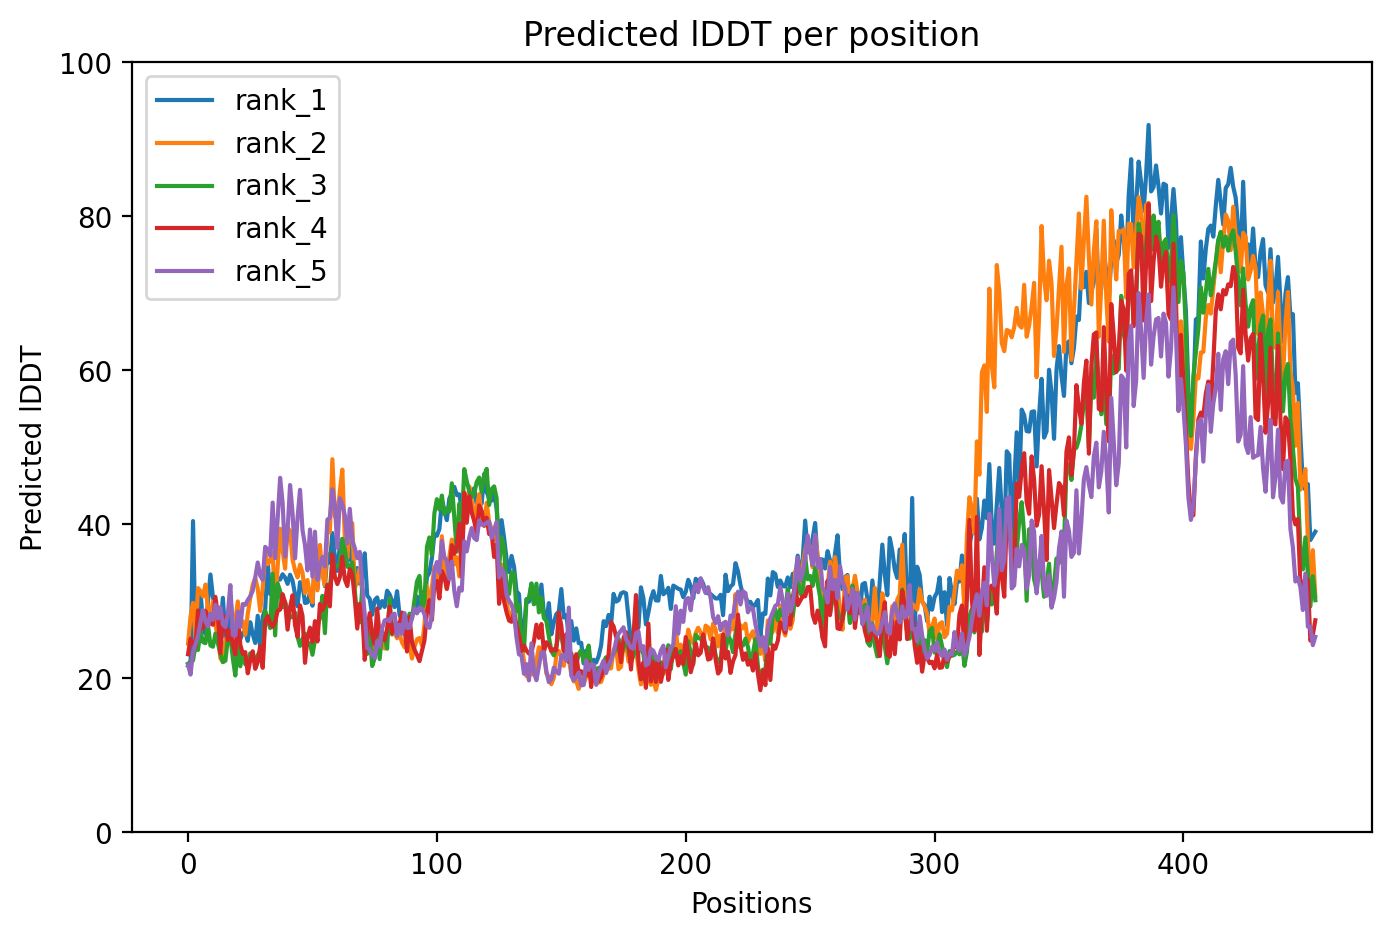 Predicted lDDT per position
100
80
60
40
20
0
Predicted lDDT
rank_1
rank_2
rank_3
rank_4
rank_5
0 100 200 300 400
Positions